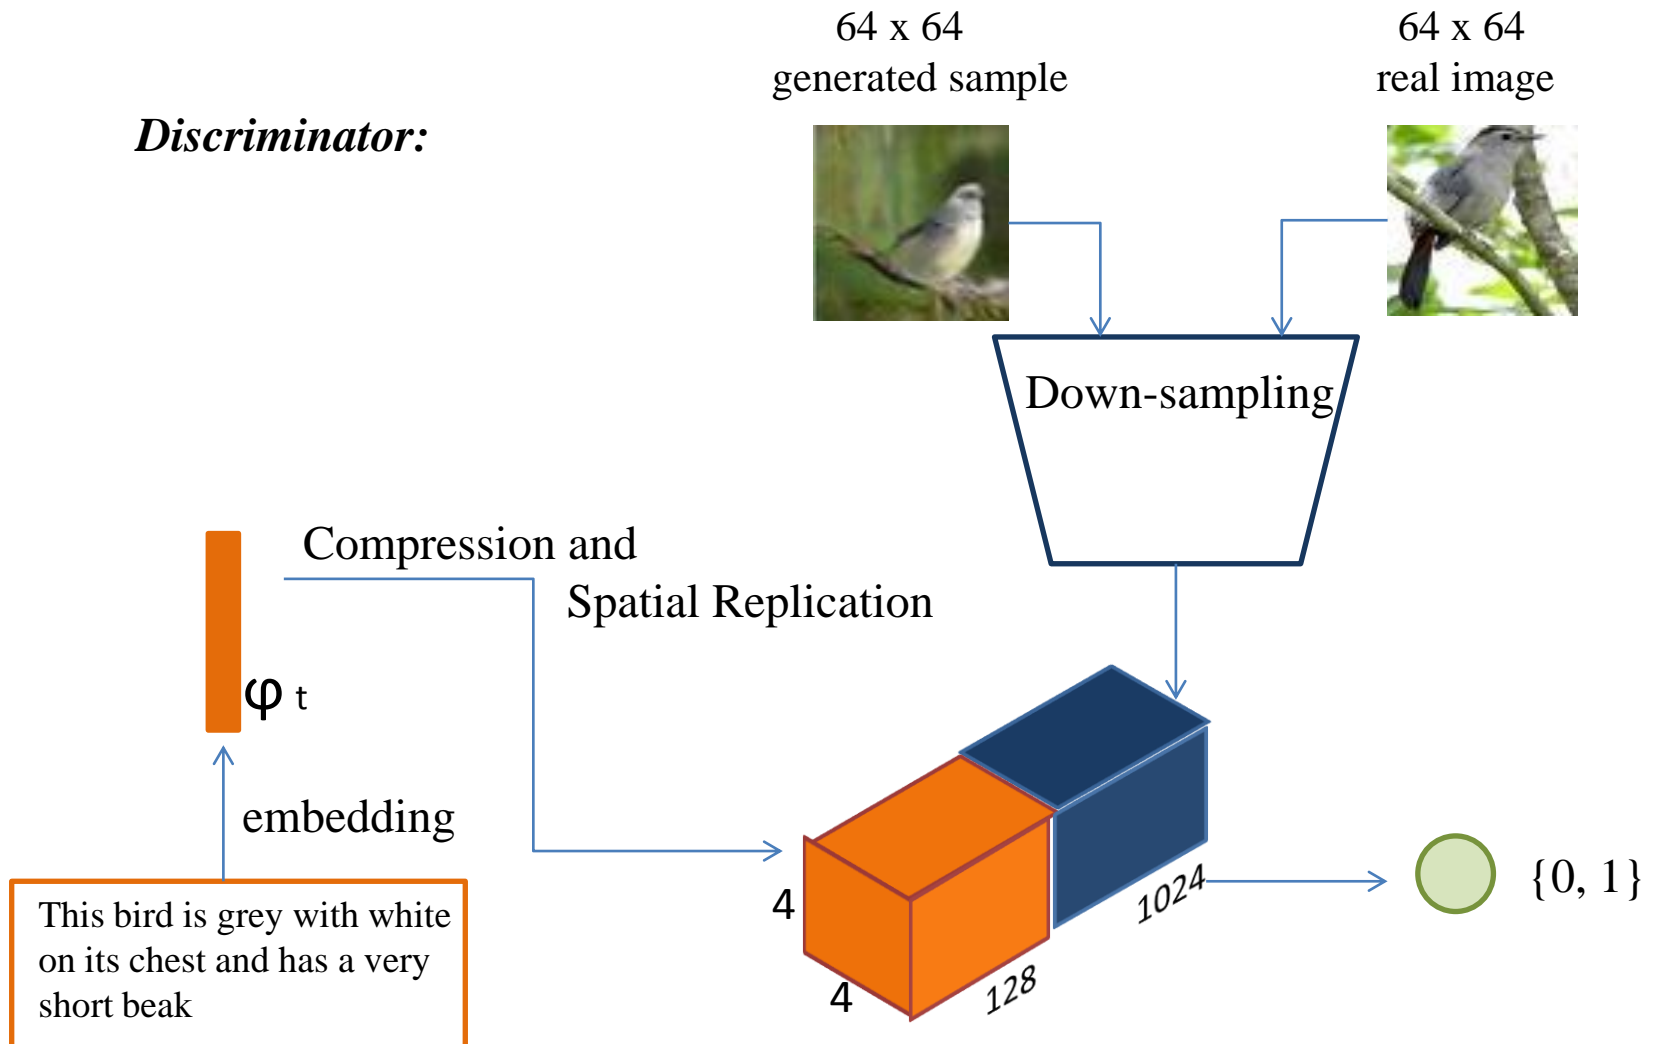 64 x 64
generated sample
64 x 64
real image
Discriminator:
Down-sampling
Compression and
Spatial Replication
φ t
embedding
This bird is grey with white
on its chest and has a very
short beak
4
4
128
1024
{0, 1}